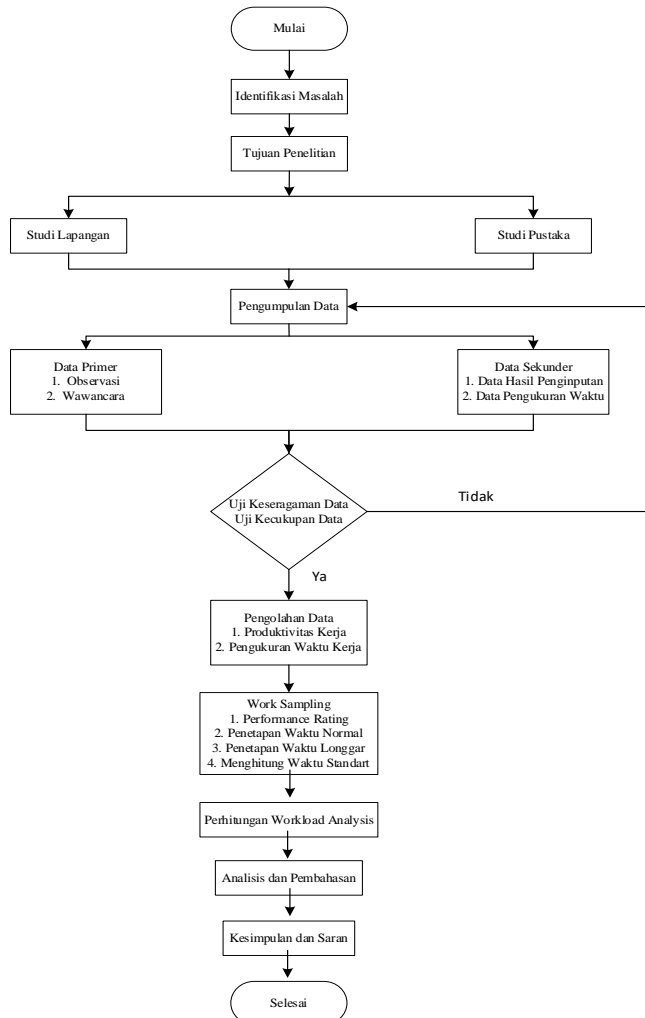 Mulai
Identifikasi Masalah
Tujuan Penelitian
Studi Lapangan
Studi Pustaka
Pengumpulan Data
Data Primer
1. Observasi
2. Wawancara
Data Sekunder
1. Data Hasil Penginputan
2. Data Pengukuran Waktu
Uji Keseragaman Data
Uji Kecukupan Data
Tidak
Ya
Pengolahan Data
1. Produktivitas Kerja
2. Pengukuran Waktu Kerja
Work Sampling
1. Performance Rating
2. Penetapan Waktu Normal
3. Penetapan Waktu Longgar
4. Menghitung Waktu Standart
Perhitungan Workload Analysis
Analisis dan Pembahasan
Kesimpulan dan Saran
Selesai